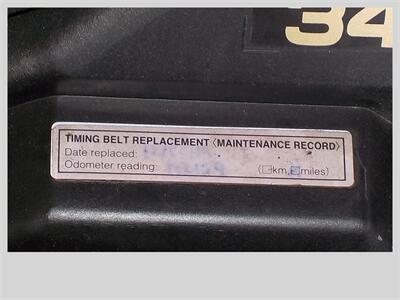 34
TIMING BELT REPLACEMENT〈MAINTENANCE RECORD〉
Date replaced:
Odometer reading:
(□km,□miles)